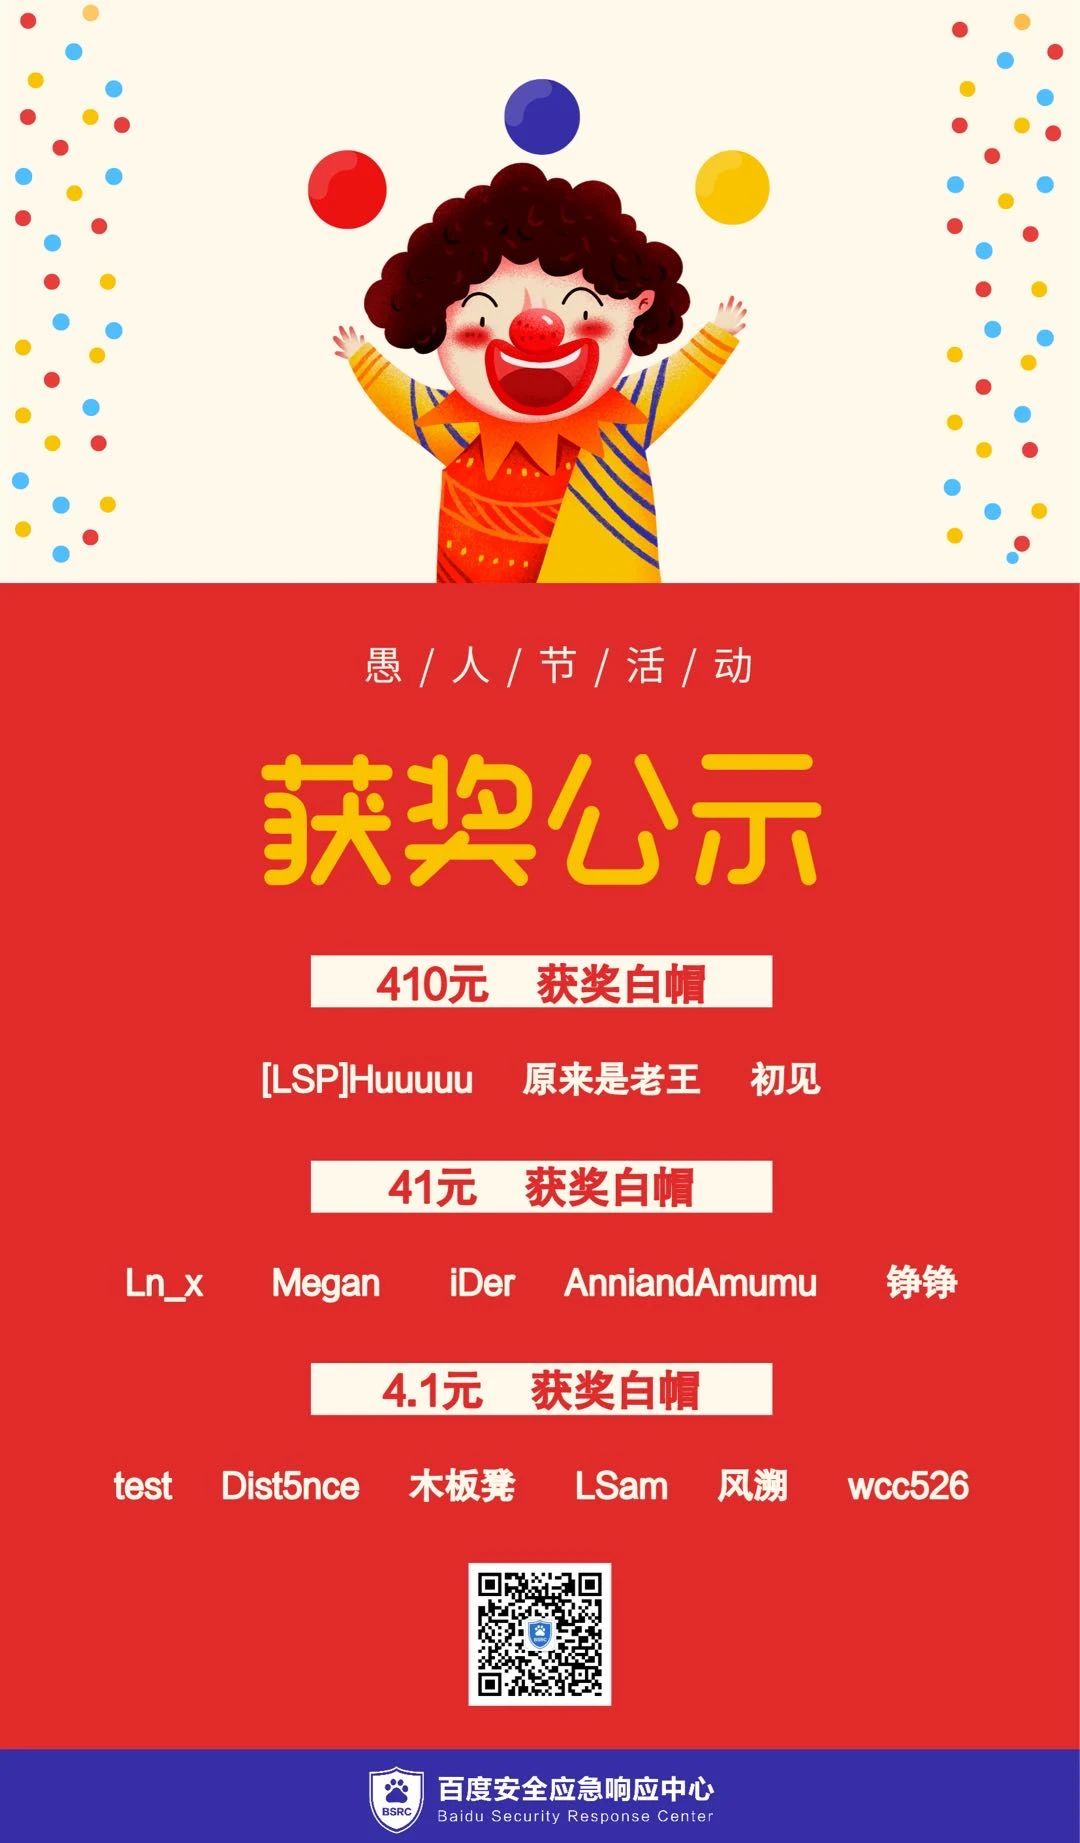 愚/人/节/活/动
获奖公示
410元 获奖白帽
[LSP]Huuuuu 原来是老王 初见
41元 获奖白帽
Ln_x Megan iDer AnniandAmumu 铮铮
4.1元 获奖白帽
test Dist5nce 木板凳 LSam 风溯 wcc526
BSRC
BSRC
百度安全应急响应中心
Baidu Security Response Center